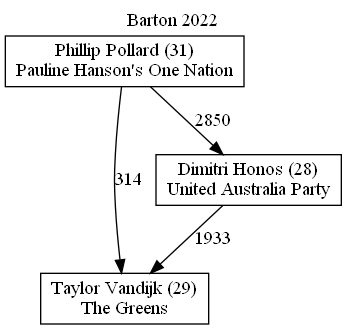 Barton 2022
Phillip Pollard (31)
Pauline Hanson's One Nation
2850
Dimitri Honos (28)
United Australia Party
314
1933
Taylor Vandijk (29)
The Greens